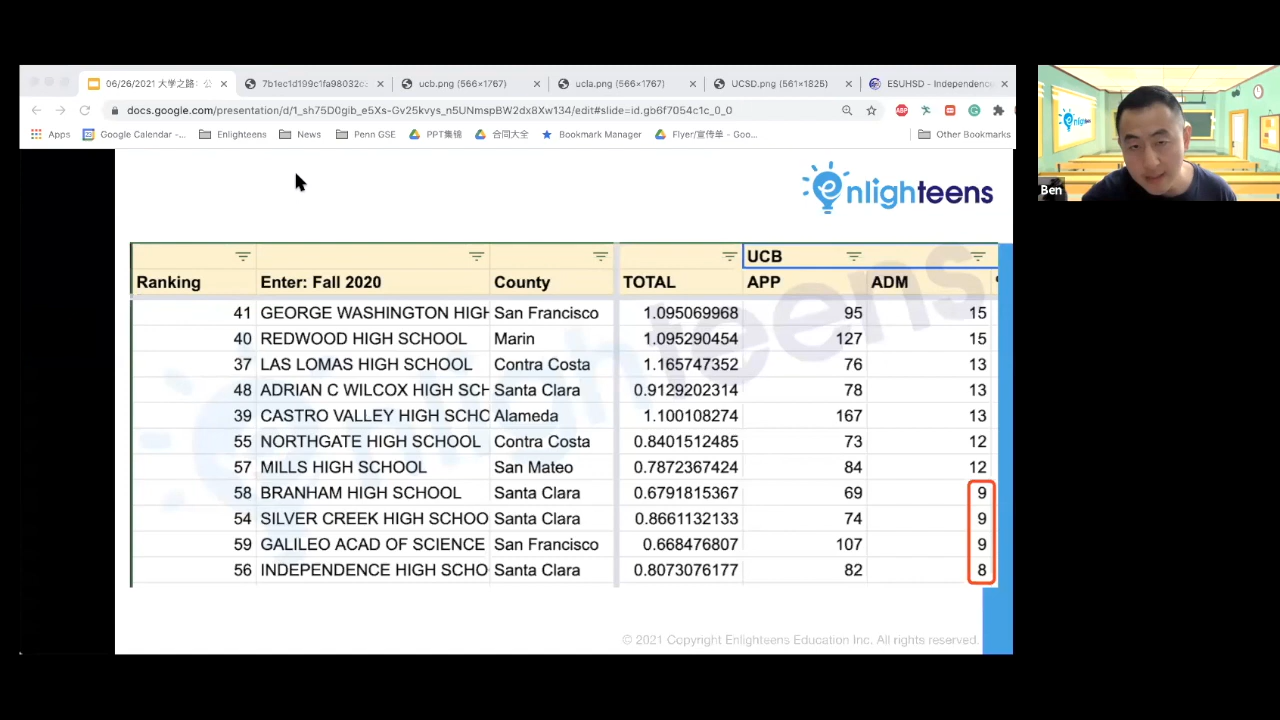 06/26/2021 大学之路：公
7b1ec1d199c1fa98032c
ucb.png (566×1767)
ucla.png (566×1767)
UCSD.png (561×1825)
ESUHSD - Independence
docs.google.com/presentation/d/1_sh75D0gib_e5Xs-Gv25kvys_n5UNmspBW2dx8Xw134/edit#slide=id.gb6f7054c1c_0_0
Apps Google Calendar -... Enlighteens News Penn GSE PPT集锦 合同大全 Bookmark Manager Flyer/宣传单 - Goo... Other Bookmarks
enlighteens
UCB
Ranking Enter: Fall 2020 County TOTAL APP ADM
41 GEORGE WASHINGTON HIGH San Francisco 1.095069968 95 15
40 REDWOOD HIGH SCHOOL Marin 1.095290454 127 15
37 LAS LOMAS HIGH SCHOOL Contra Costa 1.165747352 76 13
48 ADRIAN C WILCOX HIGH SCH Santa Clara 0.9129202314 78 13
39 CASTRO VALLEY HIGH SCHO Alameda 1.100108274 167 13
55 NORTHGATE HIGH SCHOOL Contra Costa 0.8401512485 73 12
57 MILLS HIGH SCHOOL San Mateo 0.7872367424 84 12
58 BRANHAM HIGH SCHOOL Santa Clara 0.6791815367 69 9
54 SILVER CREEK HIGH SCHOO Santa Clara 0.8661132133 74 9
59 GALILEO ACAD OF SCIENCE San Francisco 0.668476807 107 9
56 INDEPENDENCE HIGH SCHO Santa Clara 0.8073076177 82 8
© 2021 Copyright Enlighteens Education Inc. All rights reserved.
Ben